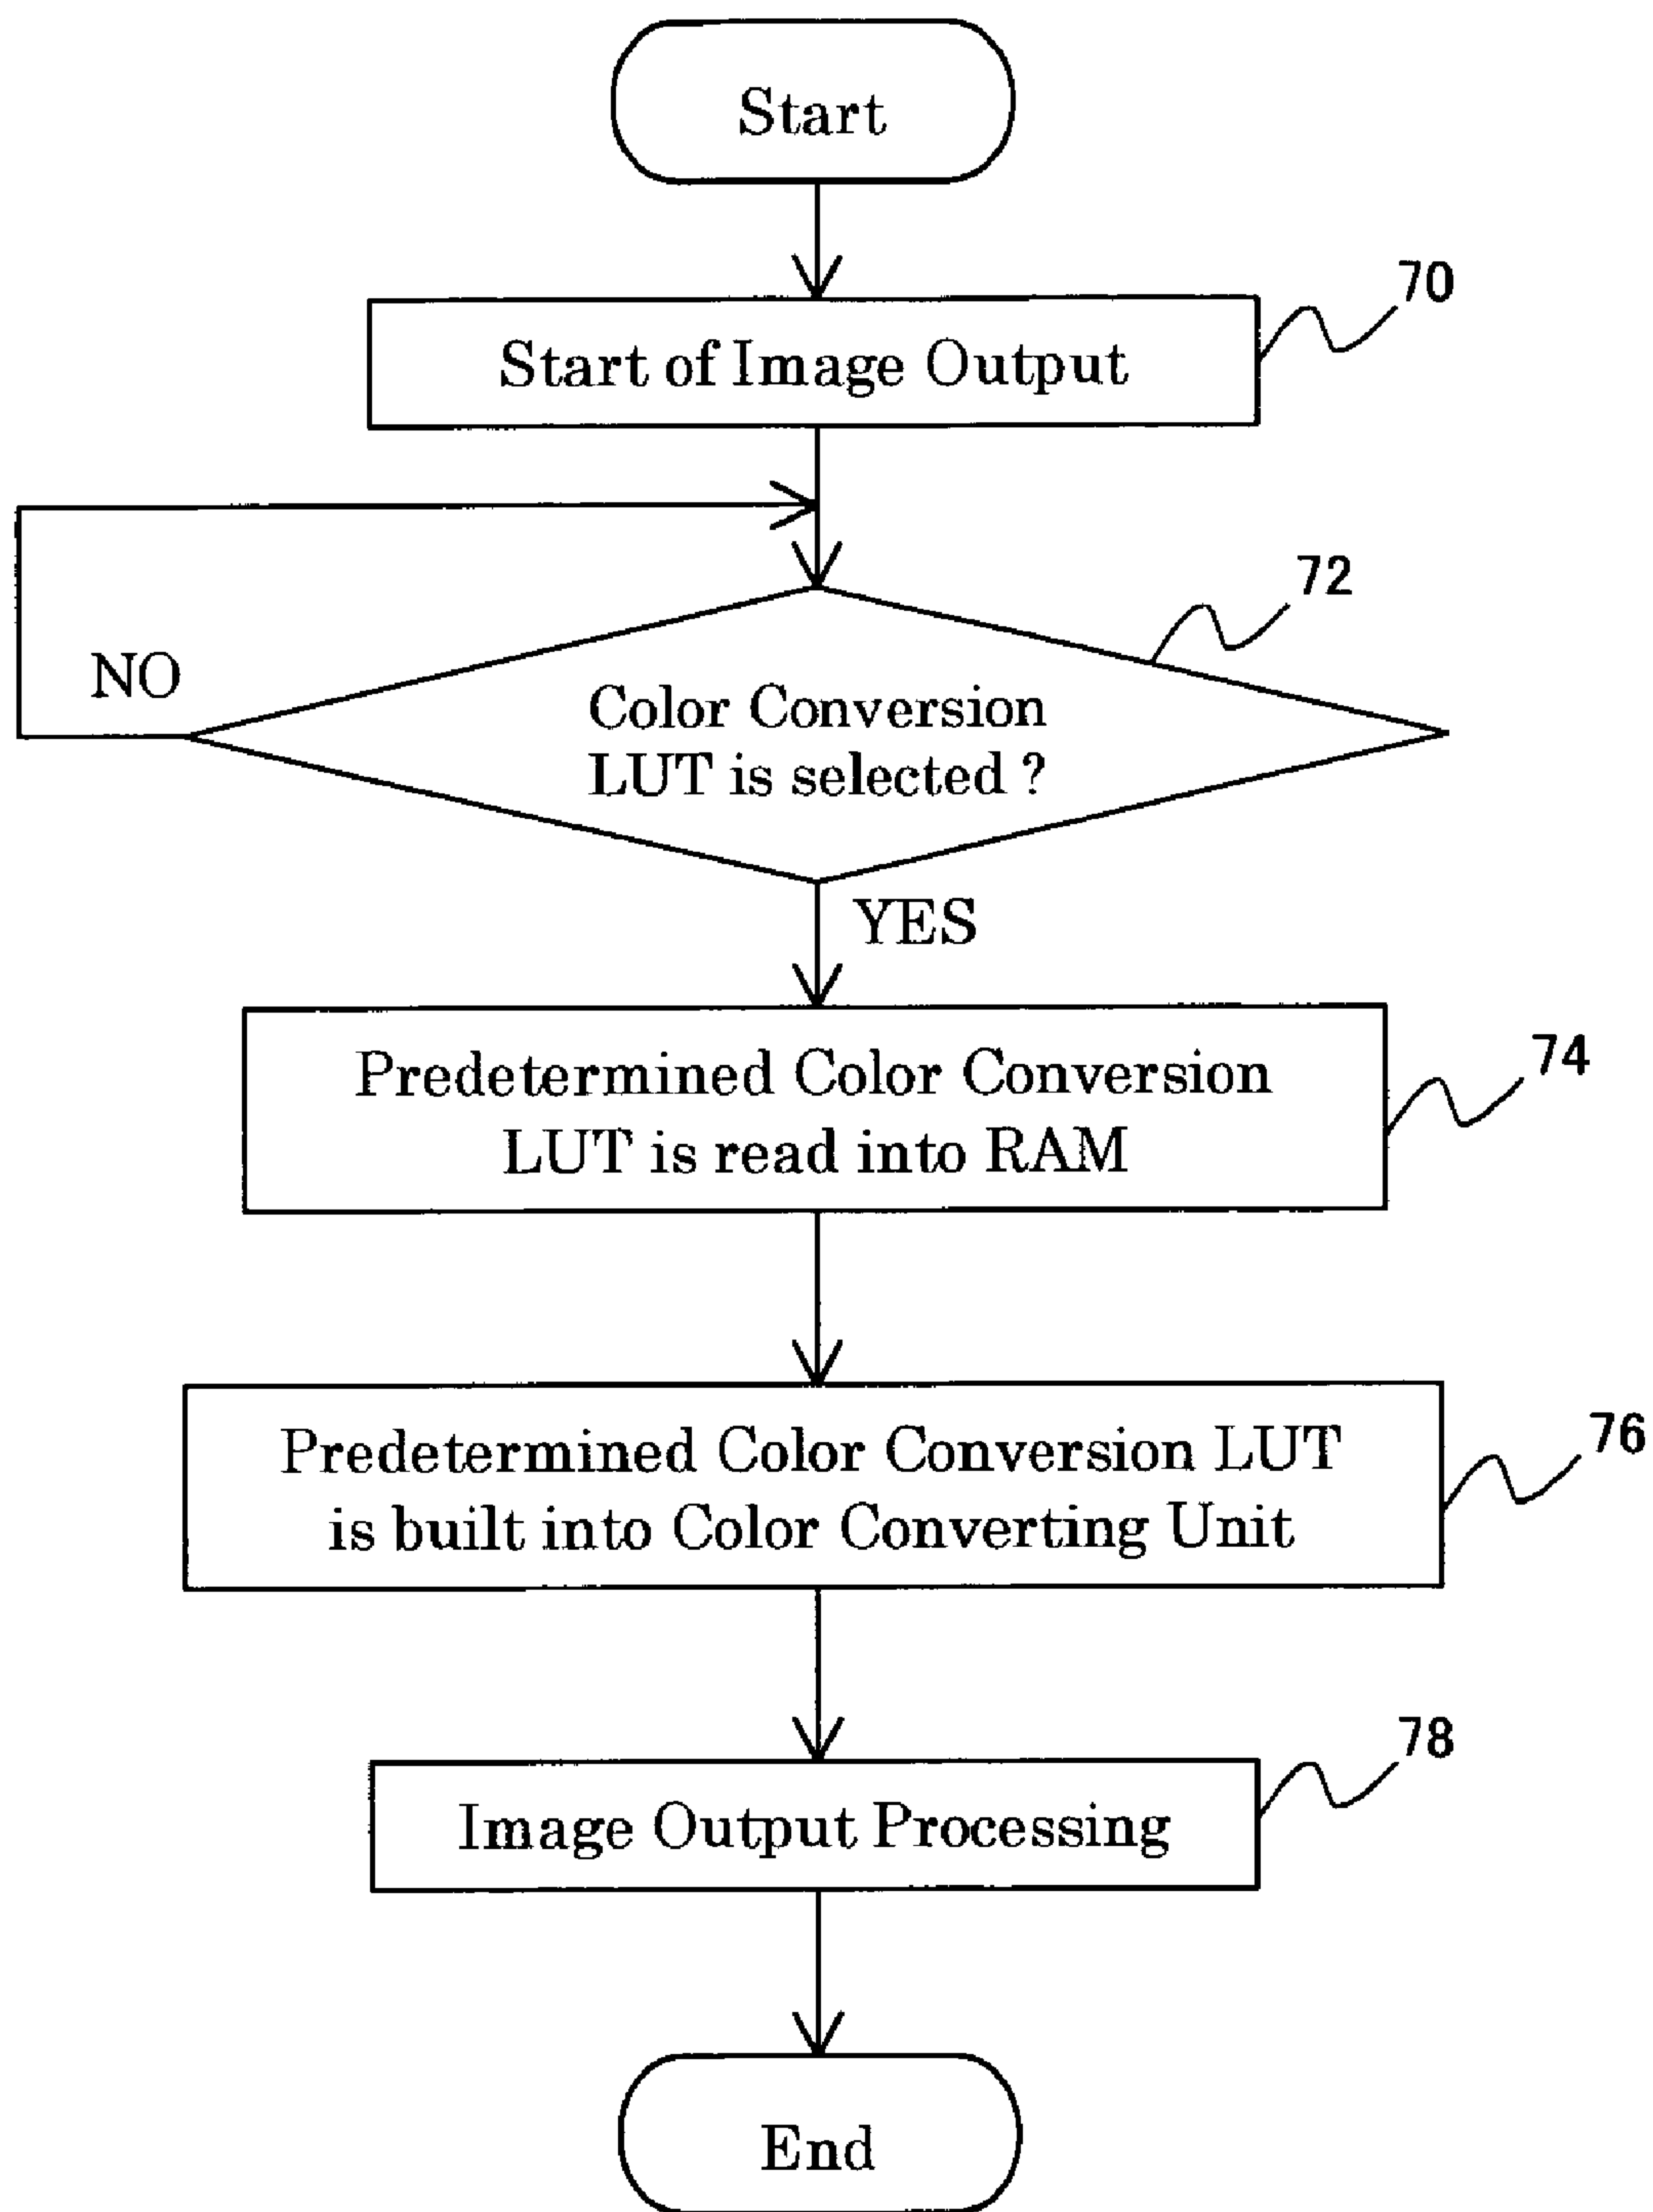 Start
70
Start of Image Output
72
NO
Color Conversion
LUT is selected ?
YES
74
Predetermined Color Conversion
LUT is read into RAM
76
Predetermined Color Conversion LUT
is built into Color Converting Unit
78
Image Output Processing
End